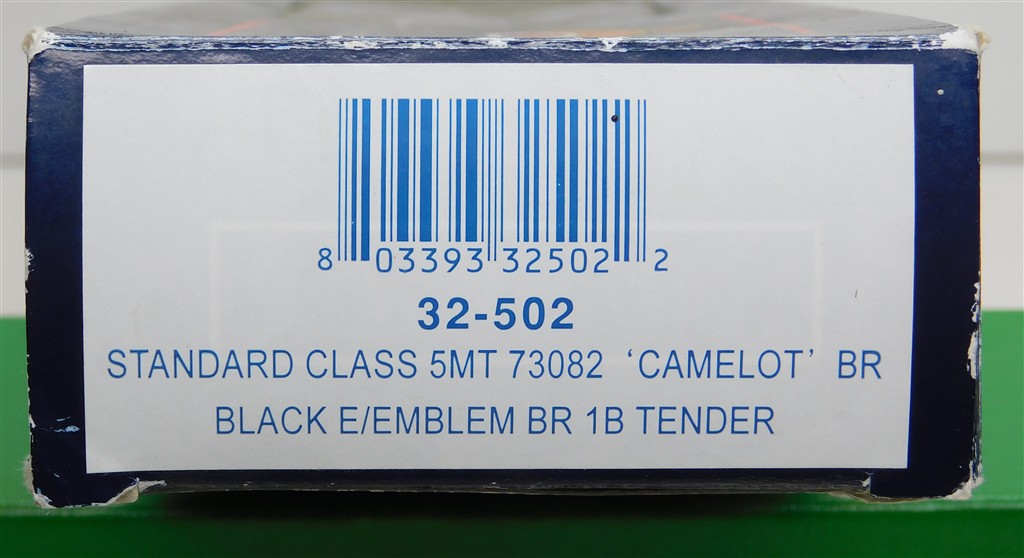 8 03393 32502 2
32-502
STANDARD CLASS 5MT 73082 ‘CAMELOT’ BR
BLACK E/EMBLEM BR 1B TENDER